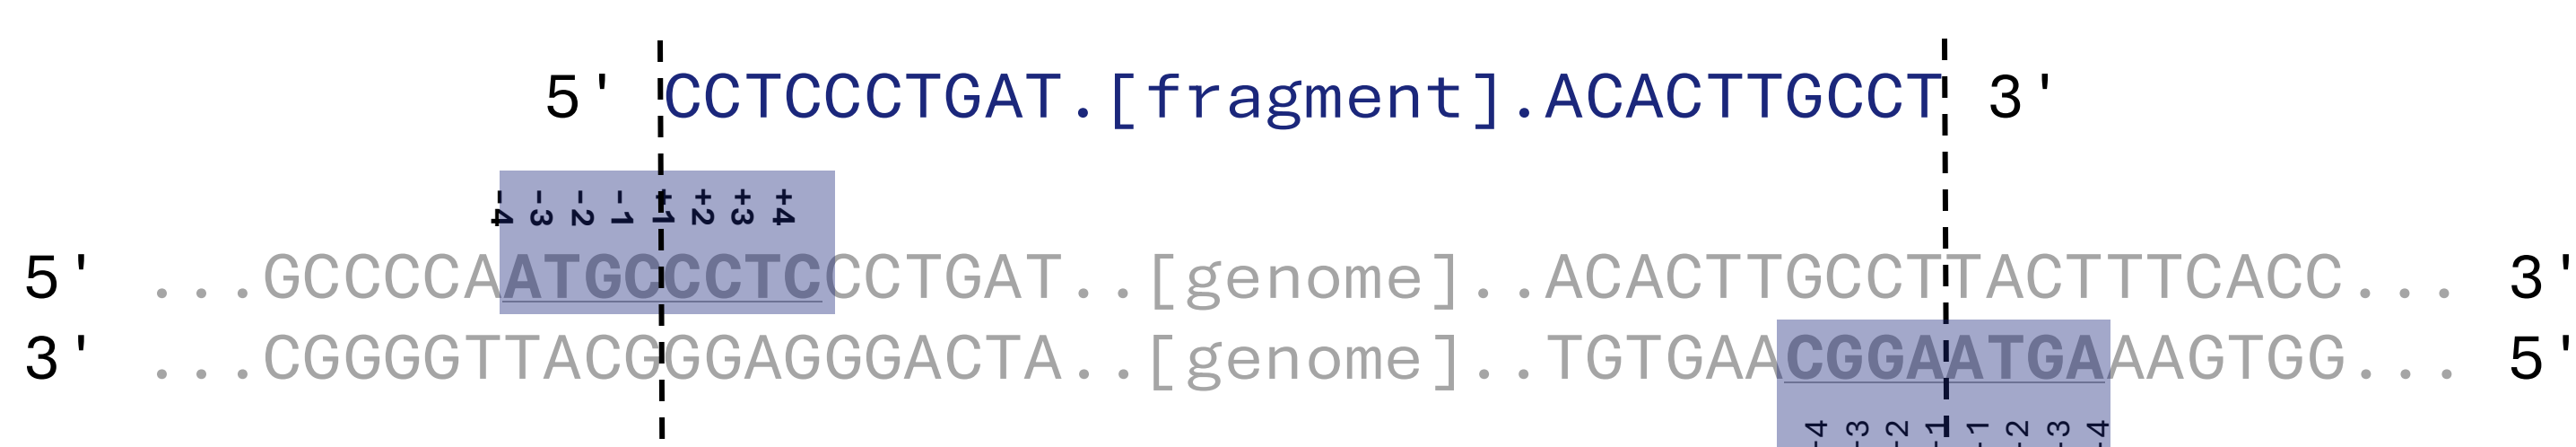 5' CCTCCCTGAT.[fragment].ACACTTGCCT 3'
-4 -3 -2 -1 +1 +2 +3 +4
5' ...GCCCCAATGCCCTCCCTGAT..[genome]..ACACTTGCCTTACTTTCACC... 3'
3' ...CGGGGTTACGGGAGGGACTA..[genome]..TGTGAACGGAATGAAAGTGG... 5'